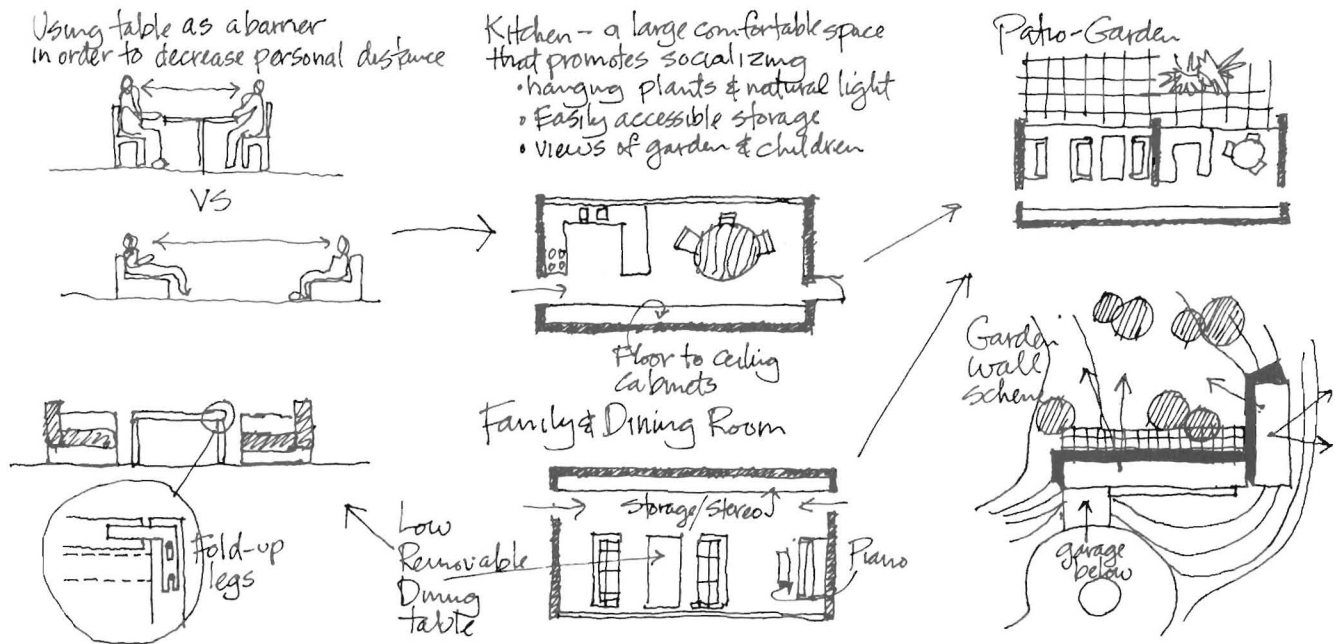 Using table as a barrier
in order to decrease personal distance
VS
Kitchen - a large comfortable space
that promotes socializing
• hanging plants & natural light
• Easily accessible storage
• views of garden & children
Floor to ceiling
cabinets
Patio-Garden
Garden
wall
scheme
garage
below
Family & Dining Room
Storage/stereo
Piano
Low
Removiable
Dining
table
Fold-up
legs